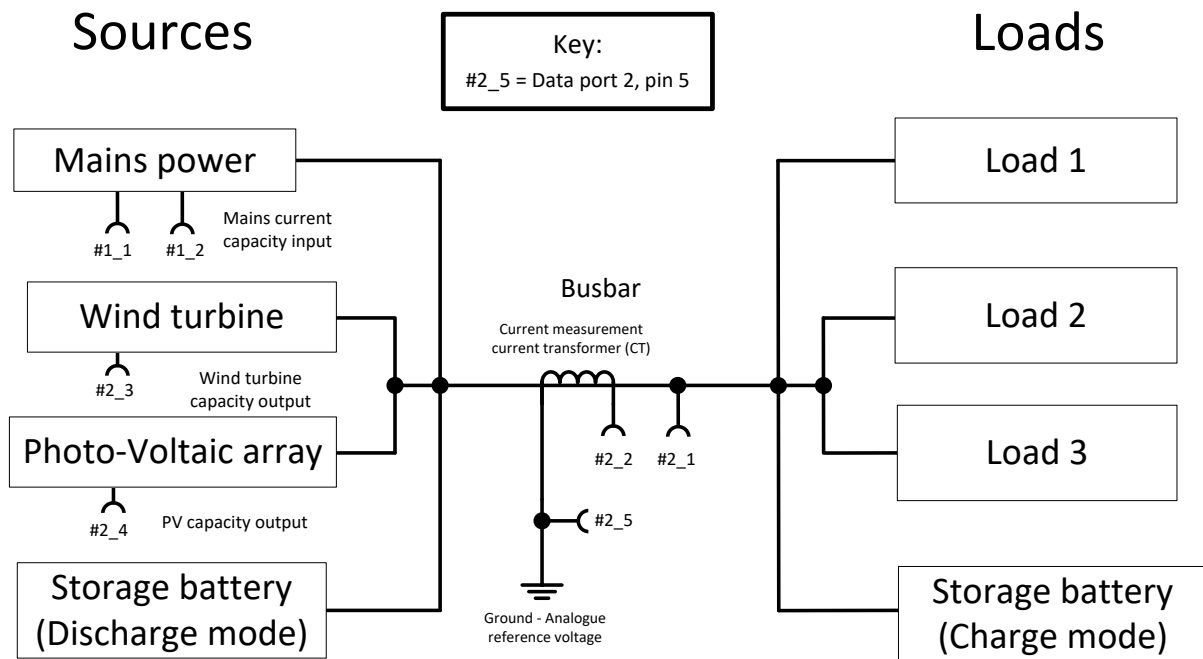 Sources
Key:
#2_5 = Data port 2, pin 5
Loads
Mains power
#1_1
#1_2
Mains current
capacity input
Wind turbine
#2_3
Wind turbine
capacity output
Photo-Voltaic array
#2_4
PV capacity output
Storage battery
(Discharge mode)
Busbar
Current measurement
current transformer (CT)
#2_2
#2_1
#2_5
Ground - Analogue
reference voltage
Load 1
Load 2
Load 3
Storage battery
(Charge mode)